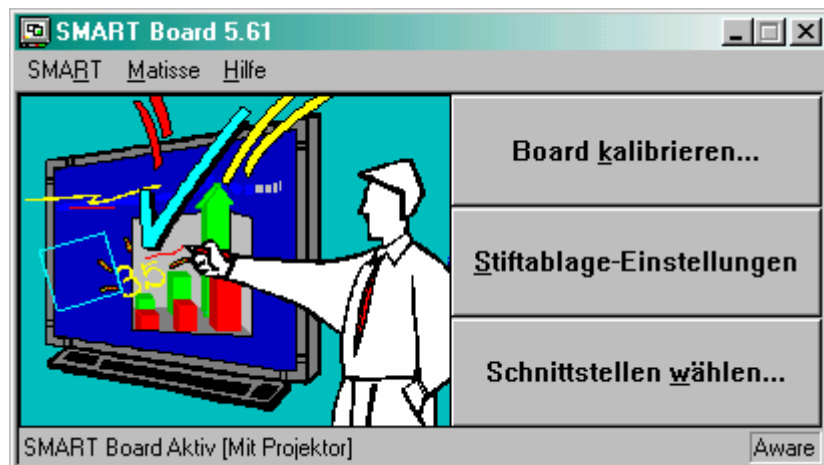 SMART Board 5.61
SMART Matisse Hilfe
35
Board kalibrieren...
Stiftablage-Einstellungen
Schnittstellen wählen...
SMART Board Aktiv [Mit Projektor] Aware